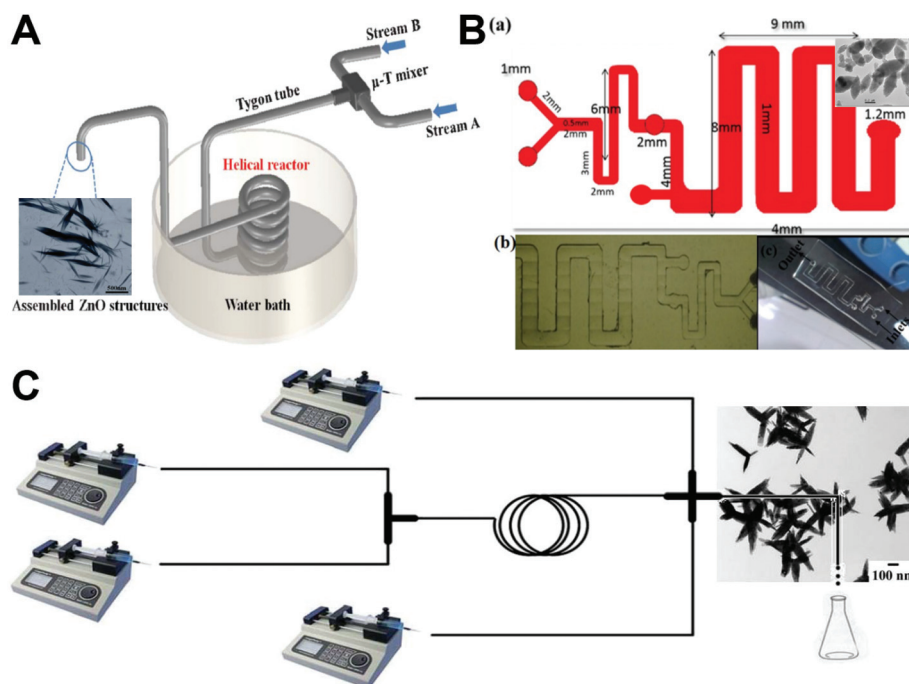 A
Stream B
μ-T mixer
Tygon tube
Stream A
Helical reactor
500nm
Assembled ZnO structures
Water bath
B
(a)
9 mm
1mm
2mm
0.5mm
2mm
6mm
3mm
2mm
2mm
4mm
8mm
1mm
1.2mm
4mm
(b)
(c)
Outlet
Inlets
C
100 nm